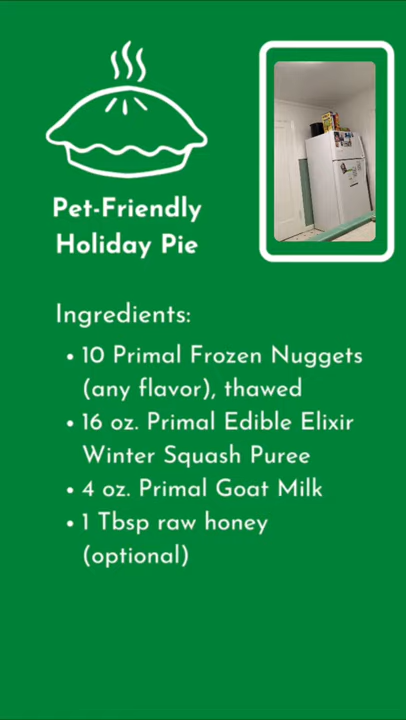 Pet-Friendly
Holiday Pie
Ingredients:
• 10 Primal Frozen Nuggets
(any flavor), thawed
• 16 oz. Primal Edible Elixir
Winter Squash Puree
• 4 oz. Primal Goat Milk
• 1 Tbsp raw honey
(optional)